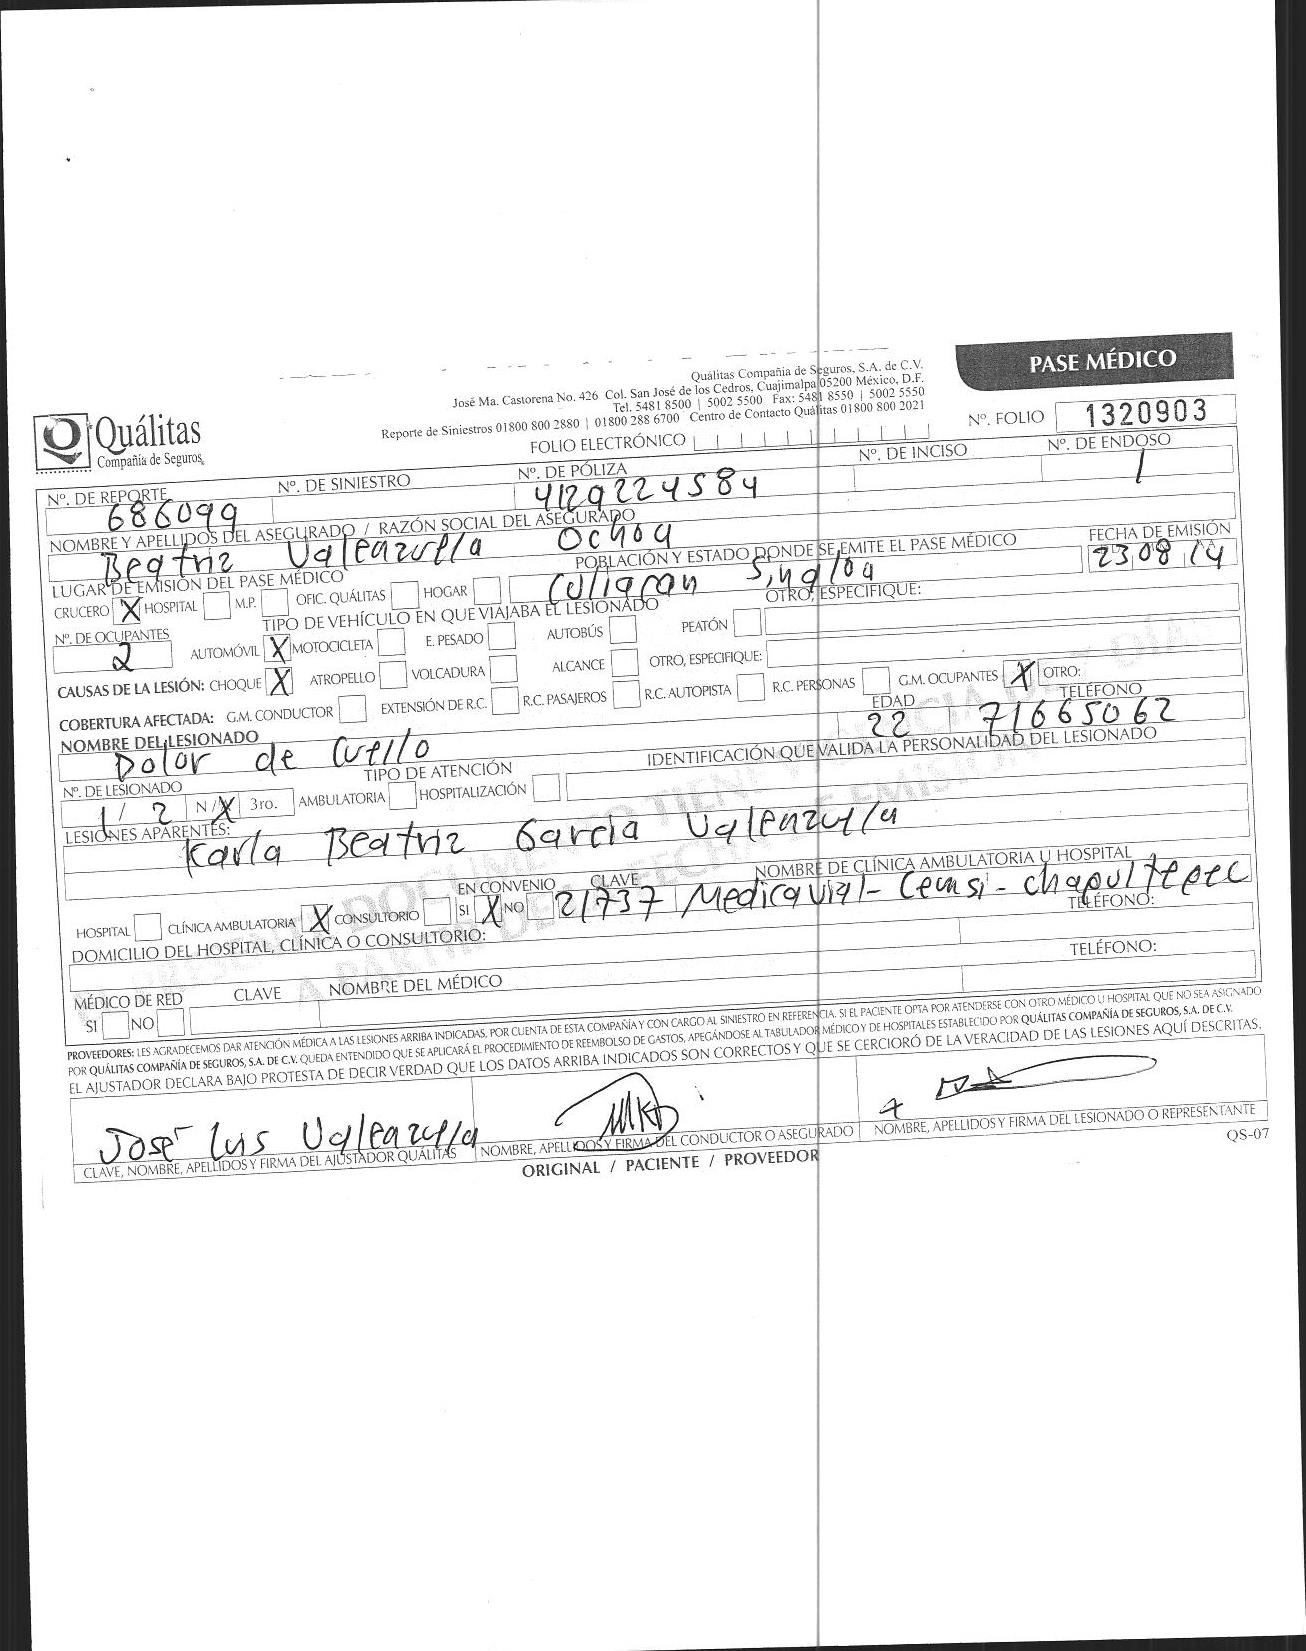 Quálitas Compañía de Seguros, S.A. de C.V.
José Ma. Castorena No. 426 Col. San José de los Cedros, Cuajimalpa 05200 México, D.F.
Tel. 5481 8500 | 5002 5500 Fax: 5481 8550 | 5002 5550
Reporte de Siniestros 01800 800 2880 | 01800 288 6700 Centro de Contacto Quálitas 01800 800 2021
PASE MÉDICO
Quálitas
Compañía de Seguros
FOLIO ELECTRÓNICO
Nº. FOLIO 1320903
Nº. DE REPORTE Nº. DE SINIESTRO Nº. DE PÓLIZA Nº. DE INCISO Nº. DE ENDOSO
686099 4129224584 1
NOMBRE Y APELLIDOS DEL ASEGURADO / RAZÓN SOCIAL DEL ASEGURADO
Beatriz Valenzuela Ochoa
LUGAR DE EMISIÓN DEL PASE MÉDICO POBLACIÓN Y ESTADO DONDE SE EMITE EL PASE MÉDICO FECHA DE EMISIÓN
CRUCERO X HOSPITAL M.P. OFIC. QUÁLITAS HOGAR Culiacan Sinaloa 23 08 14
Nº. DE OCUPANTES TIPO DE VEHÍCULO EN QUE VIAJABA EL LESIONADO OTRO, ESPECIFIQUE:
2 AUTOMÓVIL X MOTOCICLETA E. PESADO AUTOBÚS PEATÓN
CAUSAS DE LA LESIÓN: CHOQUE X ATROPELLO VOLCADURA ALCANCE OTRO, ESPECIFIQUE:
COBERTURA AFECTADA: G.M. CONDUCTOR EXTENSIÓN DE R.C. R.C. PASAJEROS R.C. AUTOPISTA R.C. PERSONAS G.M. OCUPANTES X OTRO:
NOMBRE DEL LESIONADO EDAD TELÉFONO
Dolor de Cuello 22 71665062
Nº. DE LESIONADO TIPO DE ATENCIÓN IDENTIFICACIÓN QUE VALIDA LA PERSONALIDAD DEL LESIONADO
1 / 2 N / X 3ro. AMBULATORIA HOSPITALIZACIÓN
LESIONES APARENTES:
Karla Beatriz Garcia Valenzuela
EN CONVENIO CLAVE NOMBRE DE CLÍNICA AMBULATORIA U HOSPITAL
HOSPITAL CLÍNICA AMBULATORIA X CONSULTORIO SI X NO 21737 Medicavial - Cemsi - Chapultepec
DOMICILIO DEL HOSPITAL, CLÍNICA O CONSULTORIO: TELÉFONO:
MÉDICO DE RED CLAVE NOMBRE DEL MÉDICO TELÉFONO:
SI NO
PROVEEDORES: LES AGRADECEMOS DAR ATENCIÓN MÉDICA A LAS LESIONES ARRIBA INDICADAS, POR CUENTA DE ESTA COMPAÑÍA Y CON CARGO AL SINIESTRO EN REFERENCIA. SI EL PACIENTE OPTA POR ATENDERSE CON OTRO MÉDICO U HOSPITAL QUE NO SEA ASIGNADO
POR QUÁLITAS COMPAÑÍA DE SEGUROS, S.A. DE C.V. QUEDA ENTENDIDO QUE SE APLICARÁ EL PROCEDIMIENTO DE REEMBOLSO DE GASTOS, APEGÁNDOSE AL TABULADOR MÉDICO Y DE HOSPITALES ESTABLECIDO POR QUÁLITAS COMPAÑÍA DE SEGUROS, S.A. DE C.V.
EL AJUSTADOR DECLARA BAJO PROTESTA DE DECIR VERDAD QUE LOS DATOS ARRIBA INDICADOS SON CORRECTOS Y QUE SE CERCIORÓ DE LA VERACIDAD DE LAS LESIONES AQUÍ DESCRITAS.
José Luis Valenzuela
CLAVE, NOMBRE, APELLIDOS Y FIRMA DEL AJUSTADOR QUÁLITAS NOMBRE, APELLIDOS Y FIRMA DEL CONDUCTOR O ASEGURADO NOMBRE, APELLIDOS Y FIRMA DEL LESIONADO O REPRESENTANTE
ORIGINAL / PACIENTE / PROVEEDOR
QS-07